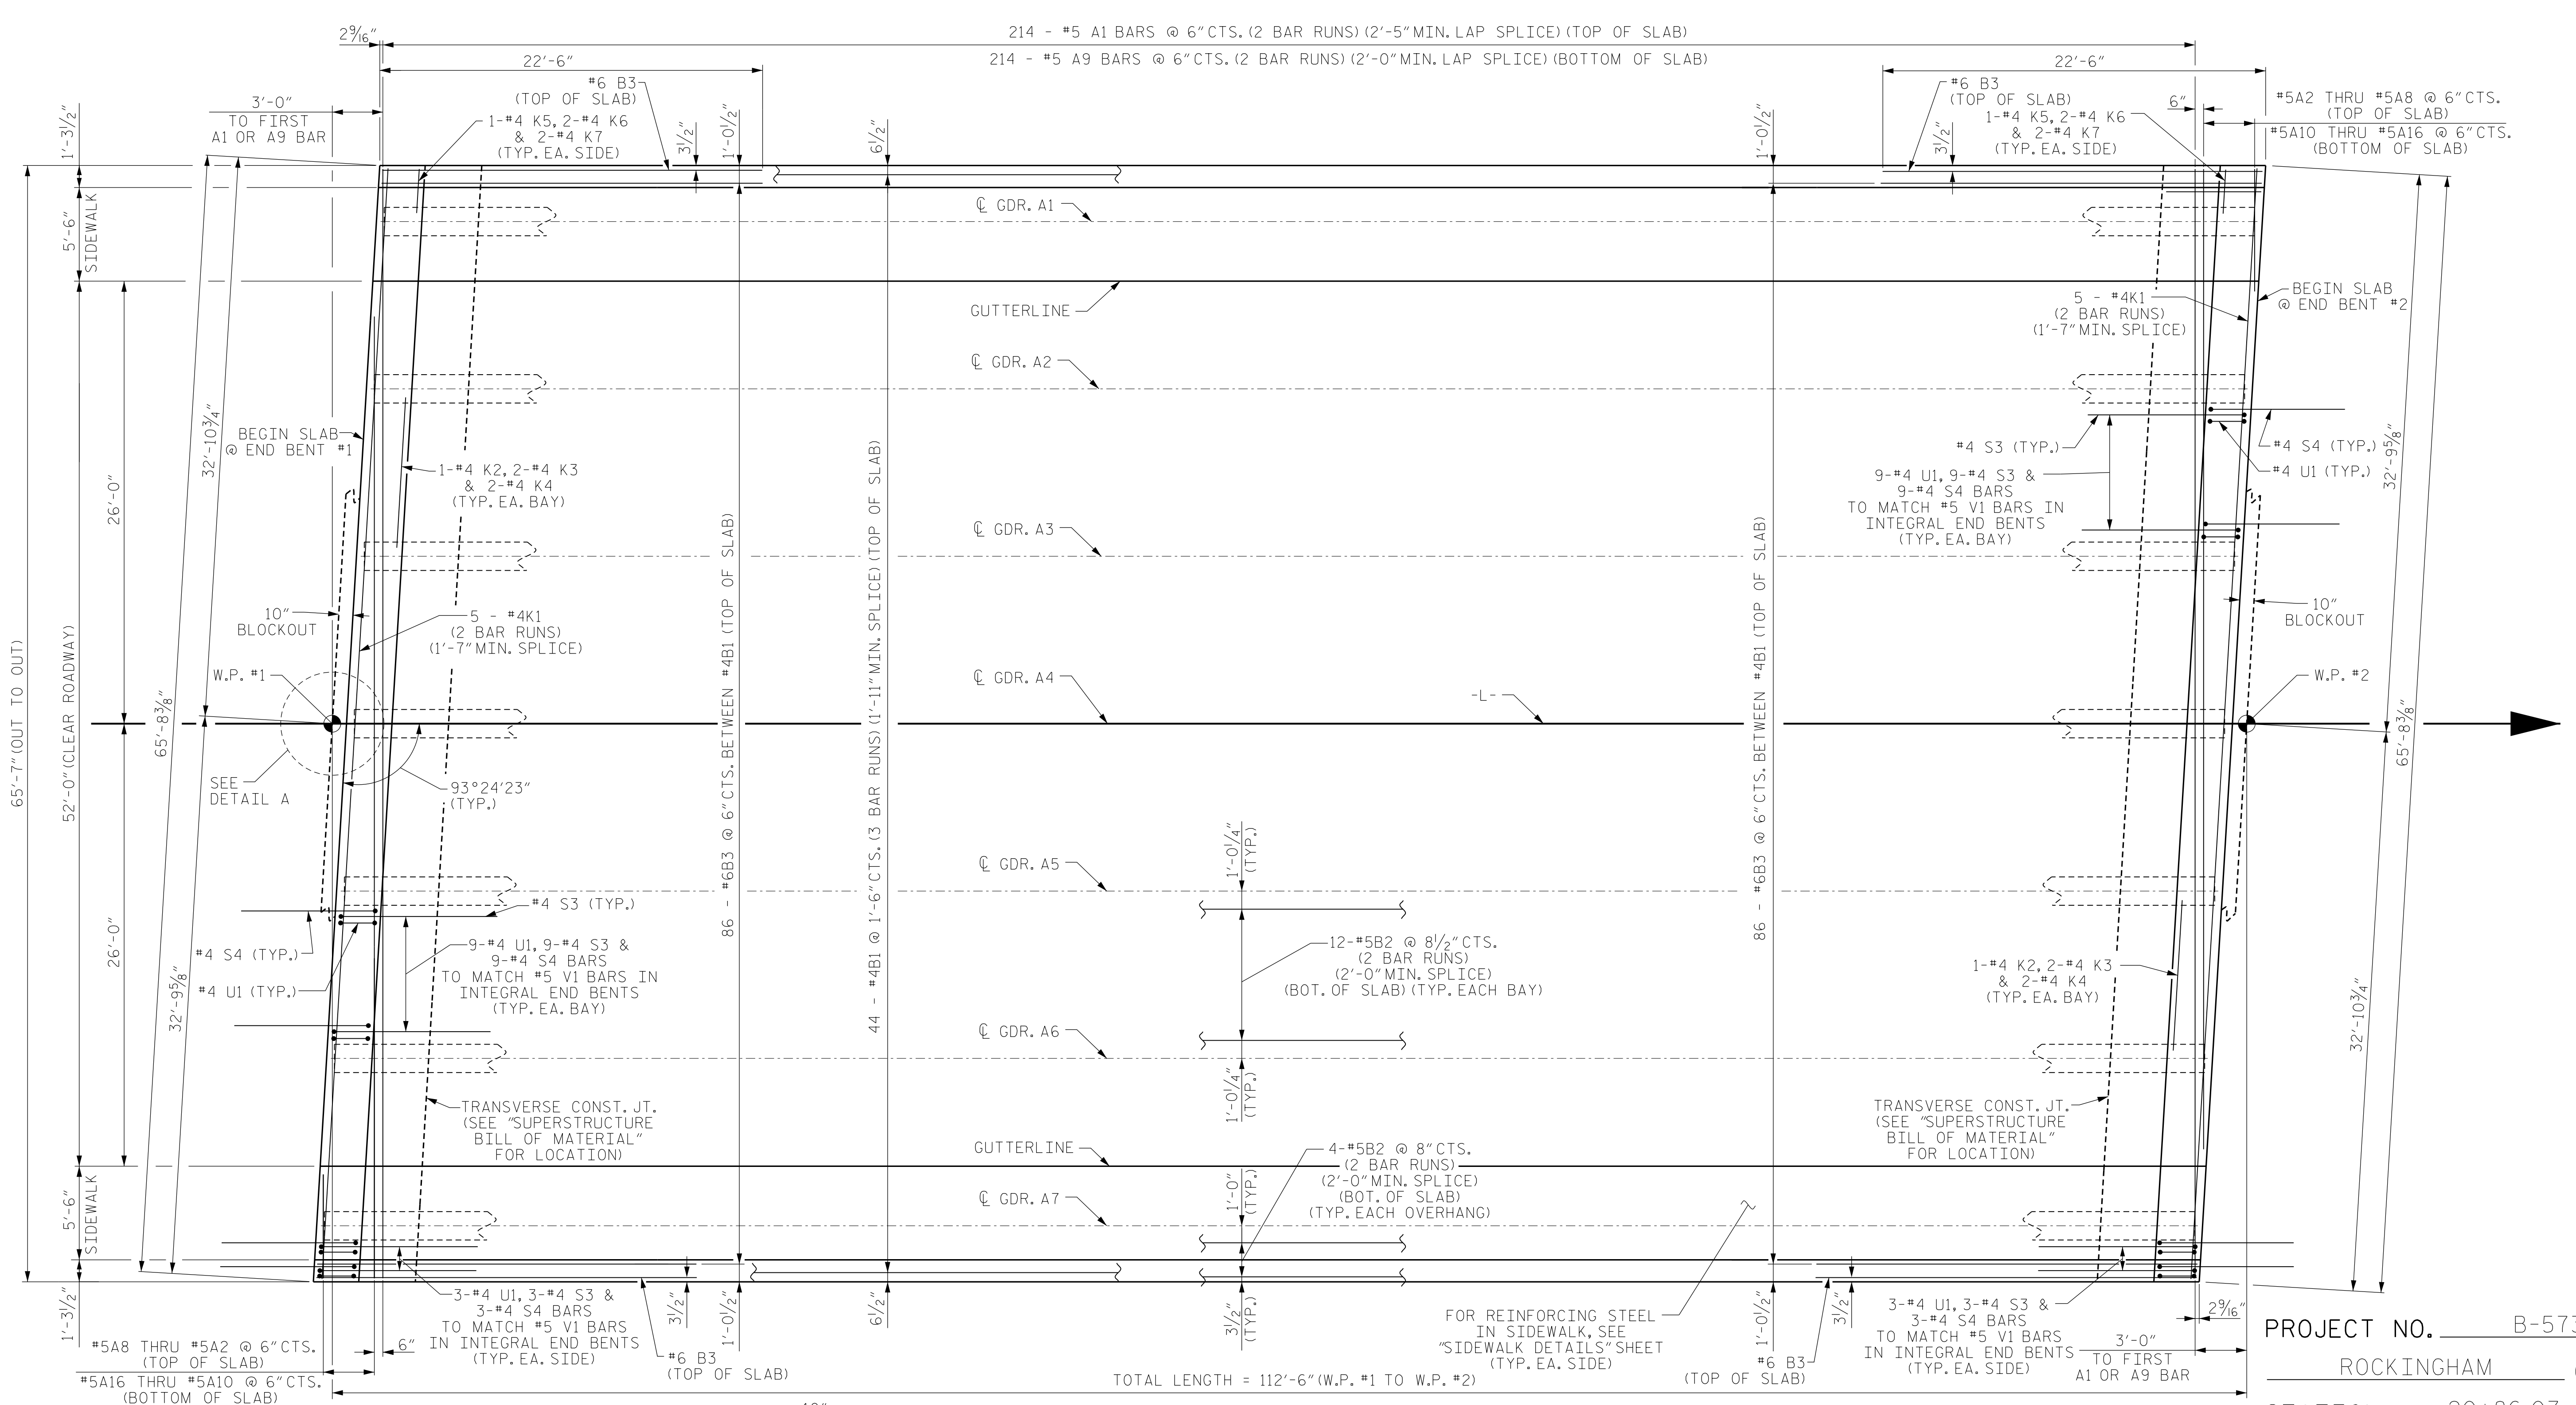 214 - #5 A1 BARS @ 6"CTS. (2 BAR RUNS) (2'-5"MIN. LAP SPLICE) (TOP OF SLAB)
214 - #5 A9 BARS @ 6"CTS. (2 BAR RUNS) (2'-0"MIN. LAP SPLICE) (BOTTOM OF SLAB)
2 9/16"
22'-6"
22'-6"
3'-0"
TO FIRST
A1 OR A9 BAR
#6 B3
(TOP OF SLAB)
1-#4 K5, 2-#4 K6
& 2-#4 K7
(TYP. EA. SIDE)
3 1/2"
1'-0 1/2"
6 1/2"
1'-0 1/2"
3 1/2"
#6 B3
(TOP OF SLAB)
1-#4 K5, 2-#4 K6
& 2-#4 K7
(TYP. EA. SIDE)
6"
#5A2 THRU #5A8 @ 6"CTS.
(TOP OF SLAB)
#5A10 THRU #5A16 @ 6"CTS.
(BOTTOM OF SLAB)
1'-3 1/2"
5'-6"
SIDEWALK
℄ GDR. A1
GUTTERLINE
℄ GDR. A2
5 - #4K1
(2 BAR RUNS)
(1'-7"MIN. SPLICE)
BEGIN SLAB
@ END BENT #2
BEGIN SLAB
@ END BENT #1
32'-10 3/4"
26'-0"
1-#4 K2, 2-#4 K3
& 2-#4 K4
(TYP. EA. BAY)
#4 S3 (TYP.)
#4 S4 (TYP.)
#4 U1 (TYP.)
9-#4 U1, 9-#4 S3 &
9-#4 S4 BARS
TO MATCH #5 V1 BARS IN
INTEGRAL END BENTS
(TYP. EA. BAY)
32'-9 5/8"
℄ GDR. A3
10"
BLOCKOUT
5 - #4K1
(2 BAR RUNS)
(1'-7"MIN. SPLICE)
10"
BLOCKOUT
65'-7"(OUT TO OUT)
52'-0"(CLEAR ROADWAY)
65'-8 3/8"
W.P. #1
℄ GDR. A4
-L-
W.P. #2
65'-8 3/8"
SEE
DETAIL A
93°24'23"
(TYP.)
86 - #6B3 @ 6"CTS. BETWEEN #4B1 (TOP OF SLAB)
44 - #4B1 @ 1'-6"CTS. (3 BAR RUNS) (1'-11"MIN. SPLICE) (TOP OF SLAB)
86 - #6B3 @ 6"CTS. BETWEEN #4B1 (TOP OF SLAB)
℄ GDR. A5
1'-0 1/4"
(TYP.)
#4 S3 (TYP.)
26'-0"
32'-9 5/8"
#4 S4 (TYP.)
#4 U1 (TYP.)
9-#4 U1, 9-#4 S3 &
9-#4 S4 BARS
TO MATCH #5 V1 BARS IN
INTEGRAL END BENTS
(TYP. EA. BAY)
12-#5B2 @ 8 1/2"CTS.
(2 BAR RUNS)
(2'-0"MIN. SPLICE)
(BOT. OF SLAB) (TYP. EACH BAY)
1-#4 K2, 2-#4 K3
& 2-#4 K4
(TYP. EA. BAY)
32'-10 3/4"
℄ GDR. A6
1'-0 1/4"
(TYP.)
TRANSVERSE CONST. JT.
(SEE "SUPERSTRUCTURE
BILL OF MATERIAL"
FOR LOCATION)
TRANSVERSE CONST. JT.
(SEE "SUPERSTRUCTURE
BILL OF MATERIAL"
FOR LOCATION)
GUTTERLINE
4-#5B2 @ 8"CTS.
(2 BAR RUNS)
(2'-0"MIN. SPLICE)
(BOT. OF SLAB)
(TYP. EACH OVERHANG)
5'-6"
SIDEWALK
℄ GDR. A7
1'-0"
(TYP.)
1'-3 1/2"
3-#4 U1, 3-#4 S3 &
3-#4 S4 BARS
TO MATCH #5 V1 BARS
IN INTEGRAL END BENTS
(TYP. EA. SIDE)
3 1/2"
1'-0 1/2"
6 1/2"
3 1/2"
(TYP.)
FOR REINFORCING STEEL
IN SIDEWALK, SEE
"SIDEWALK DETAILS" SHEET
(TYP. EA. SIDE)
1'-0 1/2"
3 1/2"
3-#4 U1, 3-#4 S3 &
3-#4 S4 BARS
TO MATCH #5 V1 BARS
IN INTEGRAL END BENTS
(TYP. EA. SIDE)
2 9/16"
3'-0"
TO FIRST
A1 OR A9 BAR
#5A8 THRU #5A2 @ 6"CTS.
(TOP OF SLAB)
#5A16 THRU #5A10 @ 6"CTS.
(BOTTOM OF SLAB)
6"
#6 B3
(TOP OF SLAB)
#6 B3
(TOP OF SLAB)
TOTAL LENGTH = 112'-6"(W.P. #1 TO W.P. #2)
PROJECT NO. B-573
ROCKINGHAM